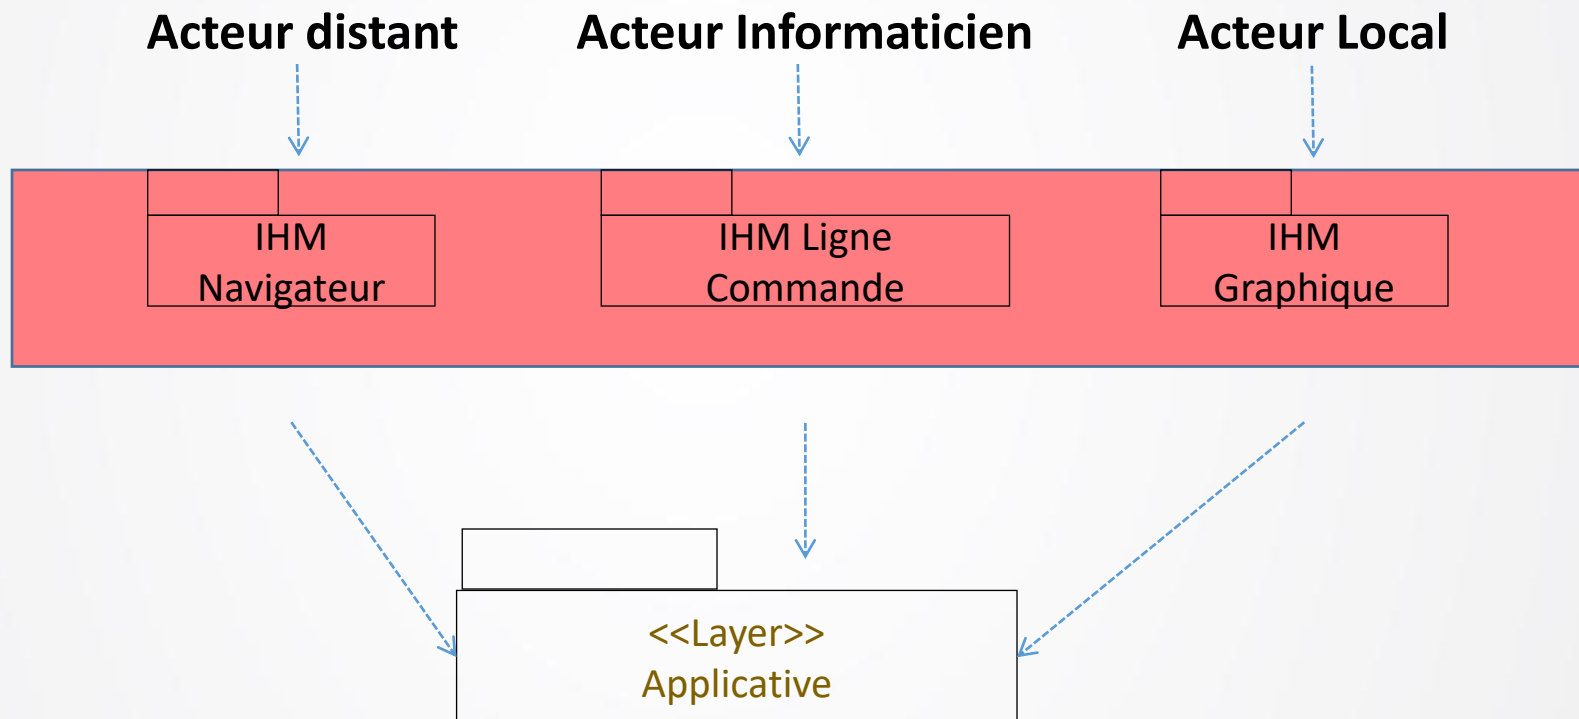 Acteur distant
Acteur Informaticien
Acteur Local
IHM
Navigateur
IHM Ligne
Commande
IHM
Graphique
<<Layer>>
Applicative